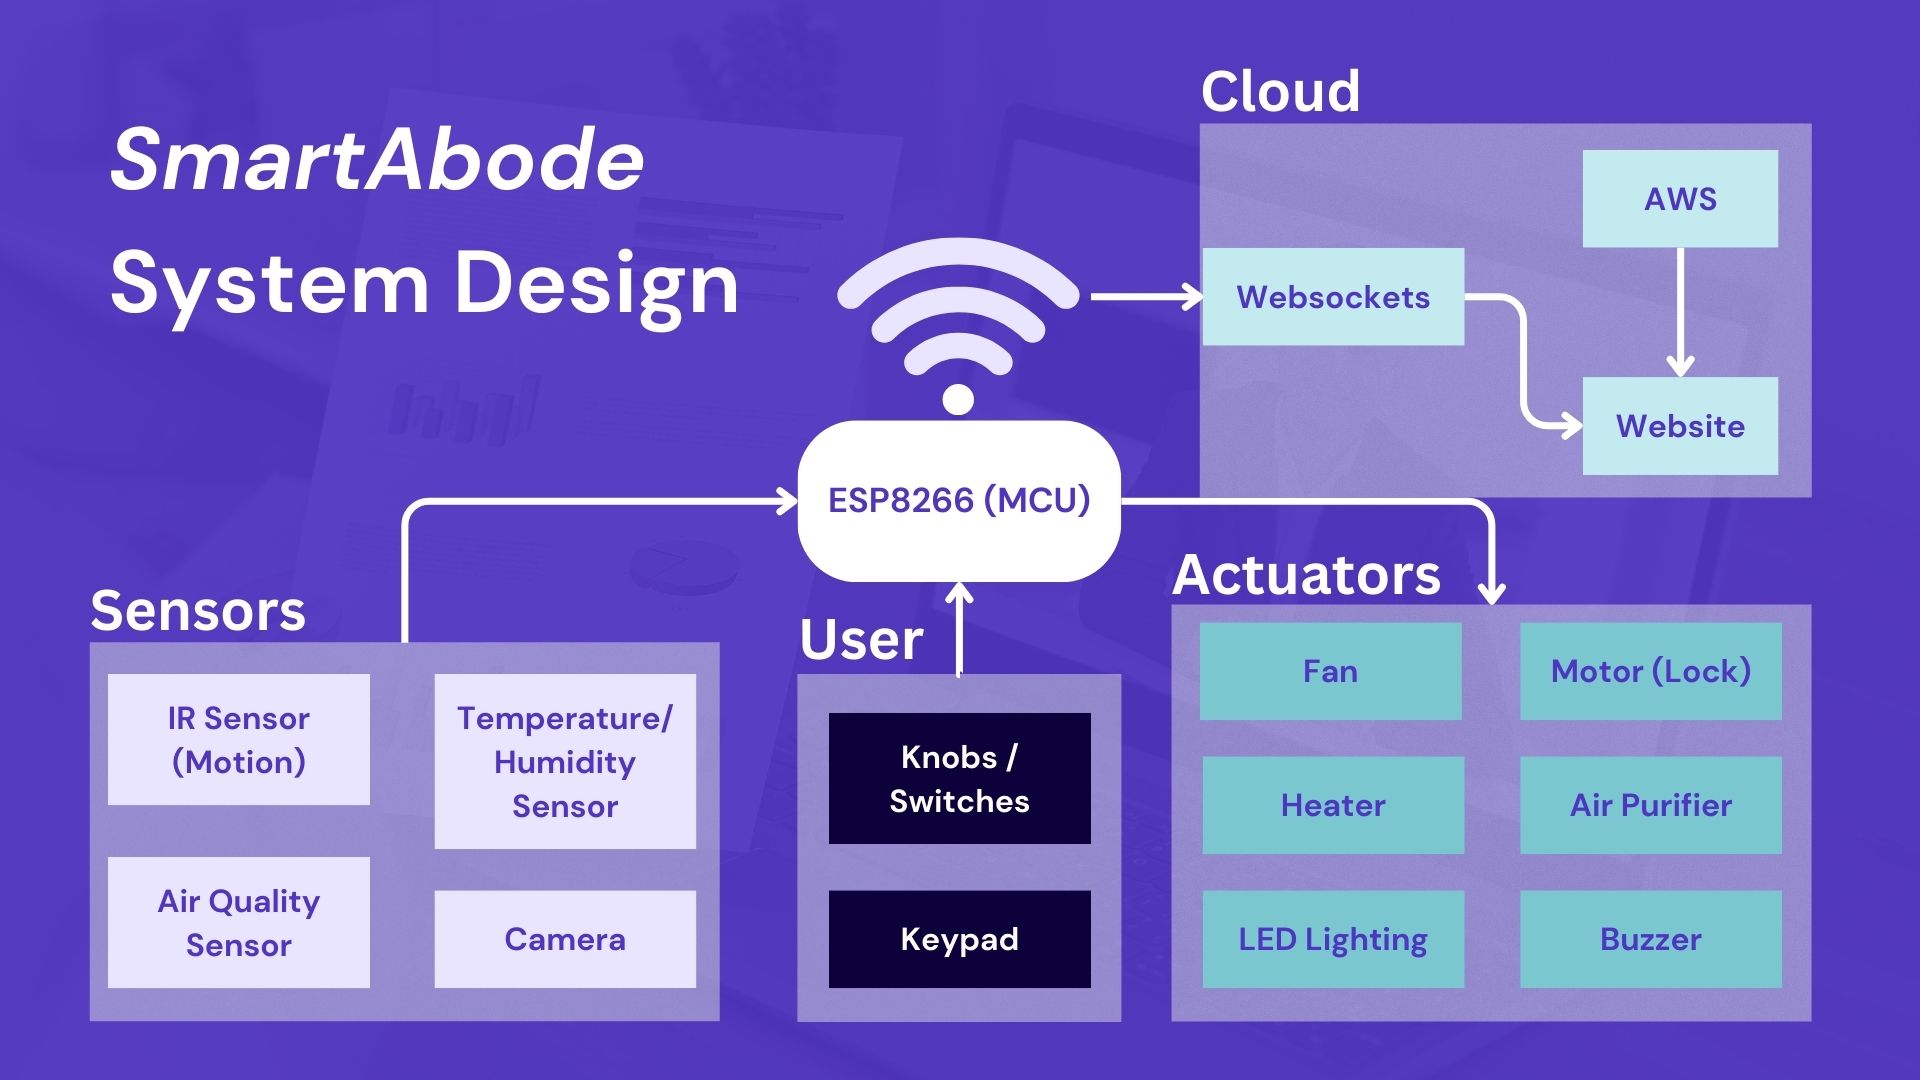 SmartAbode
System Design
Cloud
AWS
Websockets
Website
ESP8266 (MCU)
Sensors
IR Sensor
(Motion)
Temperature/
Humidity
Sensor
Air Quality
Sensor
Camera
User
Knobs /
Switches
Keypad
Actuators
Fan
Motor (Lock)
Heater
Air Purifier
LED Lighting
Buzzer